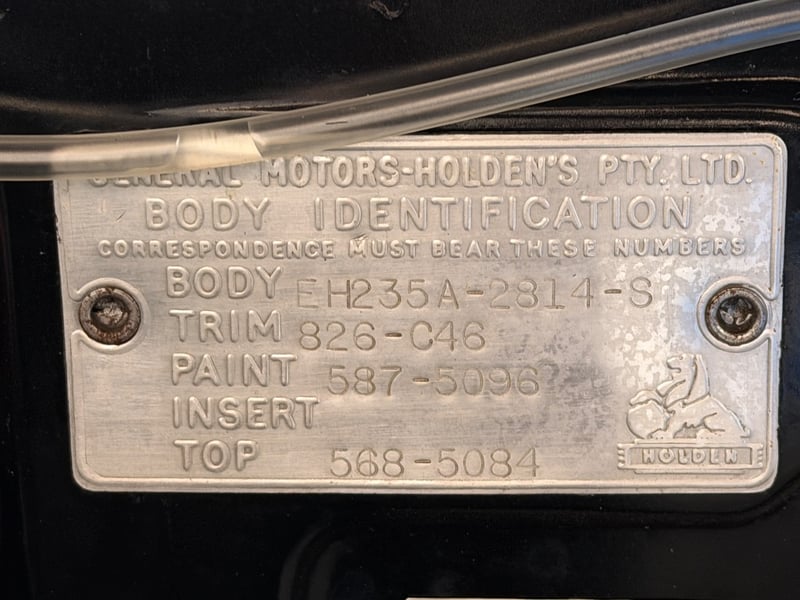 GENERAL MOTORS-HOLDEN'S PTY. LTD.
BODY IDENTIFICATION
CORRESPONDENCE MUST BEAR THESE NUMBERS
BODY EH235A-2814-S
TRIM 826-C46
PAINT 587-5096
INSERT
TOP 568-5084
HOLDEN